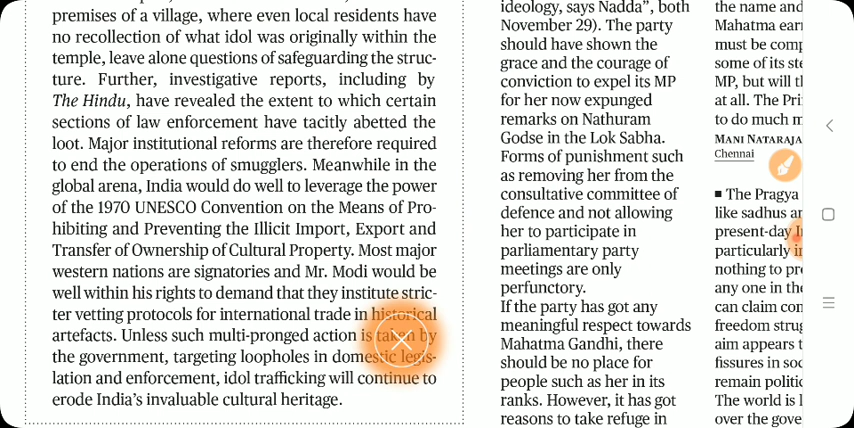 premises of a village, where even local residents have
no recollection of what idol was originally within the
temple, leave alone questions of safeguarding the struc-
ture. Further, investigative reports, including by
The Hindu, have revealed the extent to which certain
sections of law enforcement have tacitly abetted the
loot. Major institutional reforms are therefore required
to end the operations of smugglers. Meanwhile in the
global arena, India would do well to leverage the power
of the 1970 UNESCO Convention on the Means of Pro-
hibiting and Preventing the Illicit Import, Export and
Transfer of Ownership of Cultural Property. Most major
western nations are signatories and Mr. Modi would be
well within his rights to demand that they institute stric-
ter vetting protocols for international trade in historical
artefacts. Unless such multi-pronged action is taken by
the government, targeting loopholes in domestic legis-
lation and enforcement, idol trafficking will continue to
erode India's invaluable cultural heritage.
ideology, says Nadda", both
November 29). The party
should have shown the
grace and the courage of
conviction to expel its MP
for her now expunged
remarks on Nathuram
Godse in the Lok Sabha.
Forms of punishment such
as removing her from the
consultative committee of
defence and not allowing
her to participate in
parliamentary party
meetings are only
perfunctory.
If the party has got any
meaningful respect towards
Mahatma Gandhi, there
should be no place for
people such as her in its
ranks. However, it has got
reasons to take refuge in
the name and
Mahatma ear
must be comp
some of its ste
MP, but will t
at all. The Pri
to do much m
MANI NATARAJA
Chennai
■ The Pragya
like sadhus a
present-day I
particularly i
nothing to pr
any one in the
can claim con
freedom strug
aim appears t
fissures in soc
remain politic
The world is l
over the gove